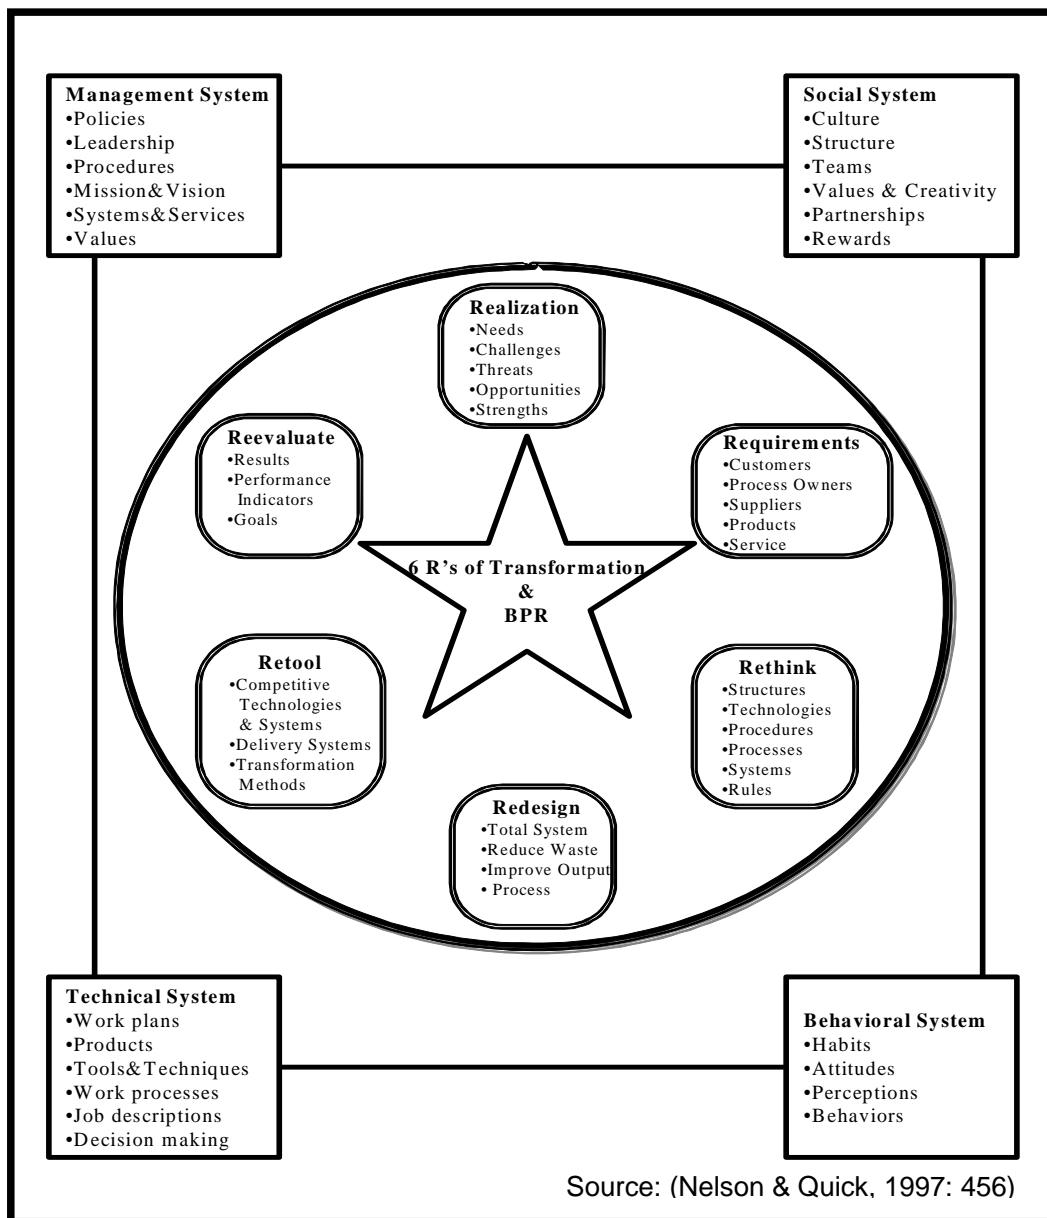 Management System
•Policies
•Leadership
•Procedures
•Mission&Vision
•Systems&Services
•Values
Social System
•Culture
•Structure
•Teams
•Values & Creativity
•Partnerships
•Rewards
Realization
•Needs
•Challenges
•Threats
•Opportunities
•Strengths
Reevaluate
•Results
•Performance
Indicators
•Goals
Requirements
•Customers
•Process Owners
•Suppliers
•Products
•Service
6 R's of Transformation
&
BPR
Retool
•Competitive
Technologies
& Systems
•Delivery Systems
•Transformation
Methods
Rethink
•Structures
•Technologies
•Procedures
•Processes
•Systems
•Rules
Redesign
•Total System
•Reduce Waste
•Improve Output
• Process
Technical System
•Work plans
•Products
•Tools&Techniques
•Work processes
•Job descriptions
•Decision making
Behavioral System
•Habits
•Attitudes
•Perceptions
•Behaviors
Source: (Nelson & Quick, 1997: 456)